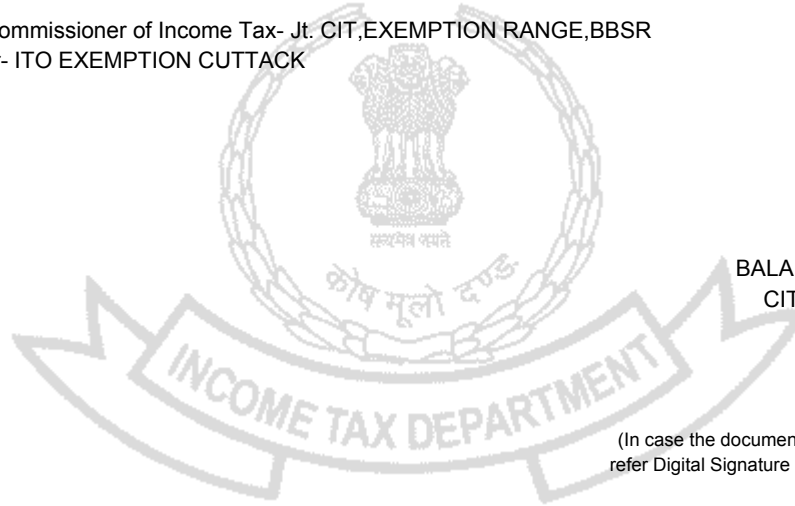 ommissioner of Income Tax- Jt. CIT,EXEMPTION RANGE,BBSR
- ITO EXEMPTION CUTTACK
सत्यमेव जयते
कोष मूलो दण्डः
BALA
CIT
INCOME TAX DEPARTMENT
(In case the documen
refer Digital Signature